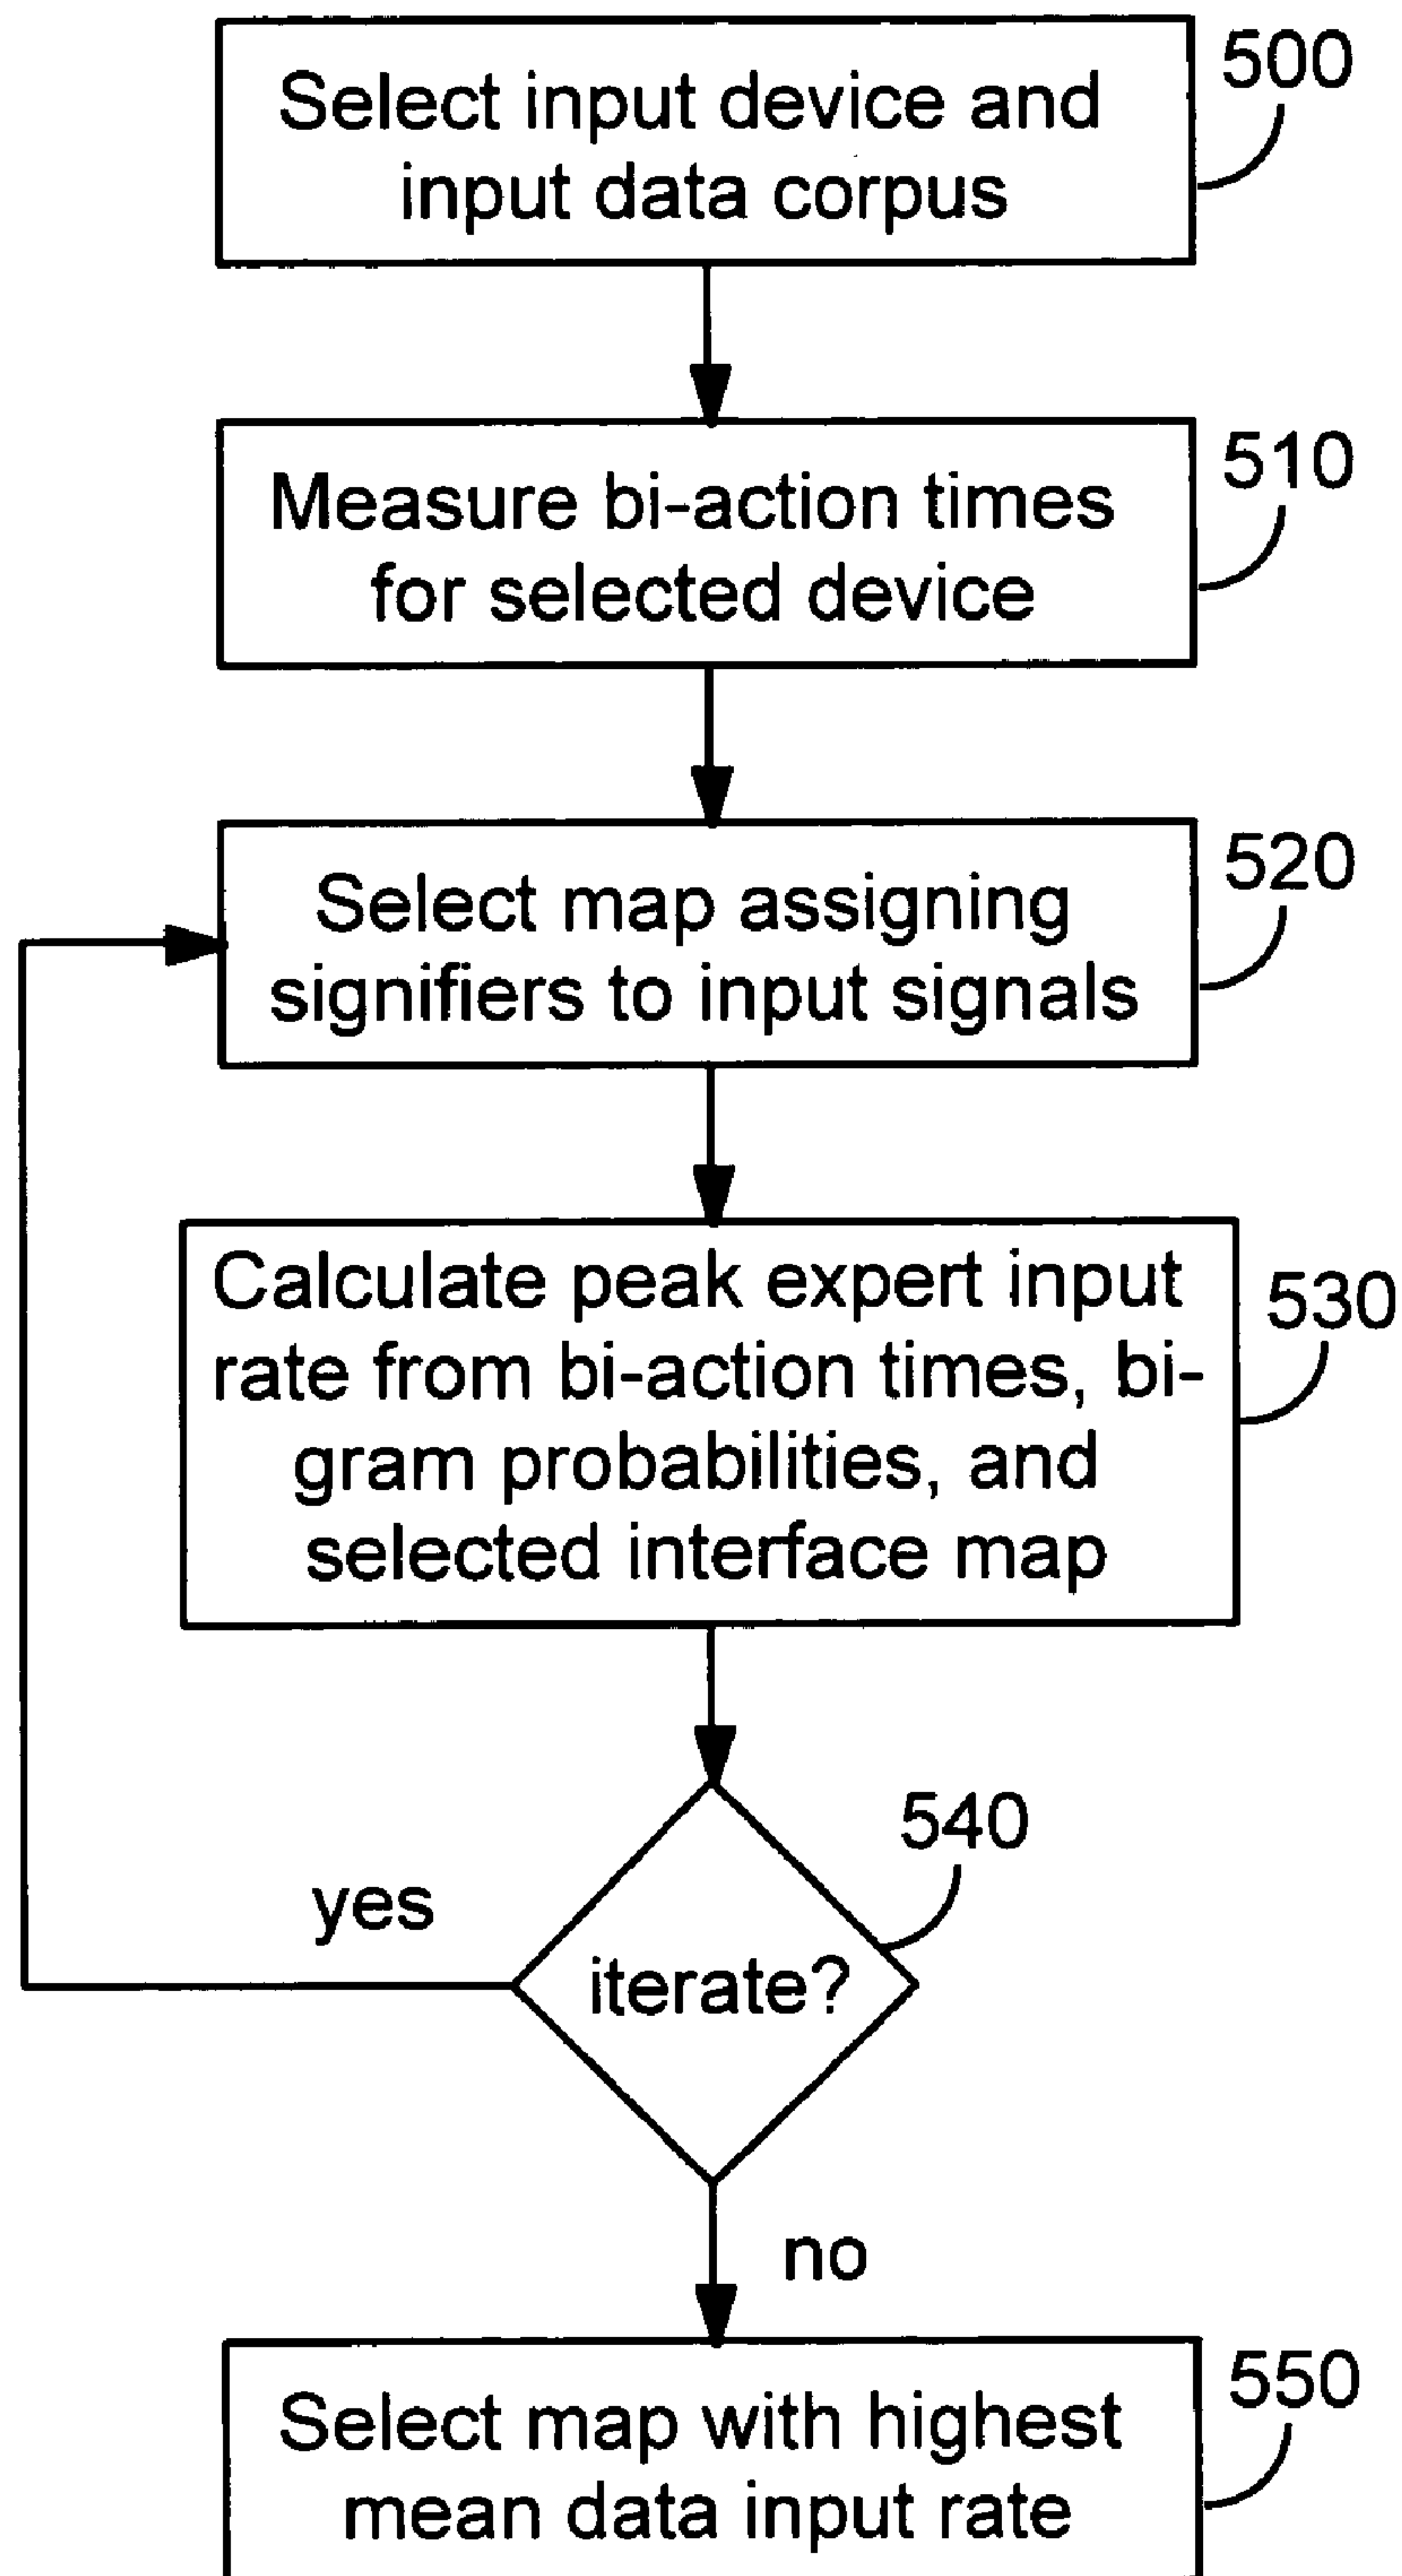 Select input device and
input data corpus
500
Measure bi-action times
for selected device
510
Select map assigning
signifiers to input signals
520
Calculate peak expert input
rate from bi-action times, bi-
gram probabilities, and
selected interface map
530
540
yes
iterate?
no
Select map with highest
mean data input rate
550